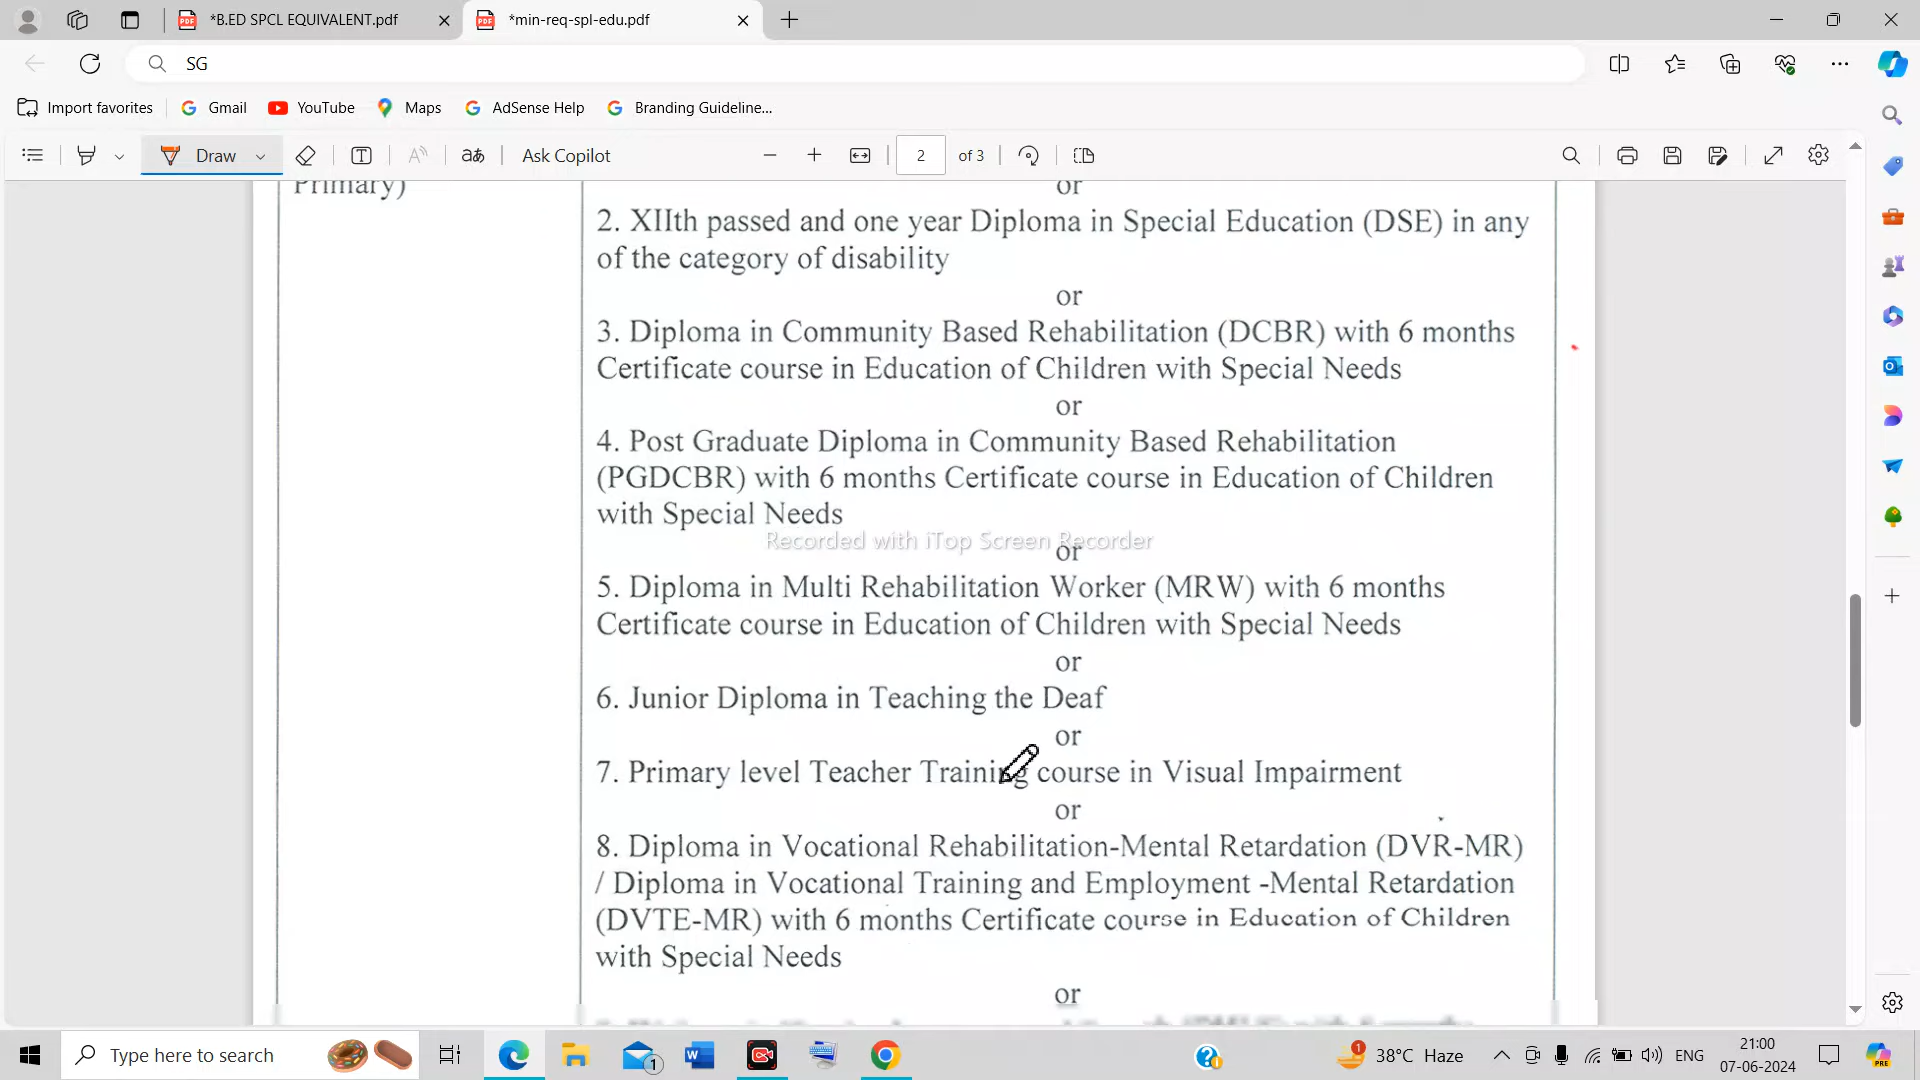 *B.ED SPCL EQUIVALENT.pdf
*min-req-spl-edu.pdf
SG
Import favorites
Gmail
YouTube
Maps
AdSense Help
Branding Guideline...
Draw
aあ
Ask Copilot
2 of 3
Primary)
or
2. XIIth passed and one year Diploma in Special Education (DSE) in any
of the category of disability
or
3. Diploma in Community Based Rehabilitation (DCBR) with 6 months
Certificate course in Education of Children with Special Needs
or
4. Post Graduate Diploma in Community Based Rehabilitation
(PGDCBR) with 6 months Certificate course in Education of Children
with Special Needs
Recorded with iTop Screen Recorder
or
5. Diploma in Multi Rehabilitation Worker (MRW) with 6 months
Certificate course in Education of Children with Special Needs
or
6. Junior Diploma in Teaching the Deaf
or
7. Primary level Teacher Training course in Visual Impairment
or
8. Diploma in Vocational Rehabilitation-Mental Retardation (DVR-MR)
/ Diploma in Vocational Training and Employment -Mental Retardation
(DVTE-MR) with 6 months Certificate course in Education of Children
with Special Needs
or
Type here to search
1
1
38°C Haze
ENG
21:00
07-06-2024